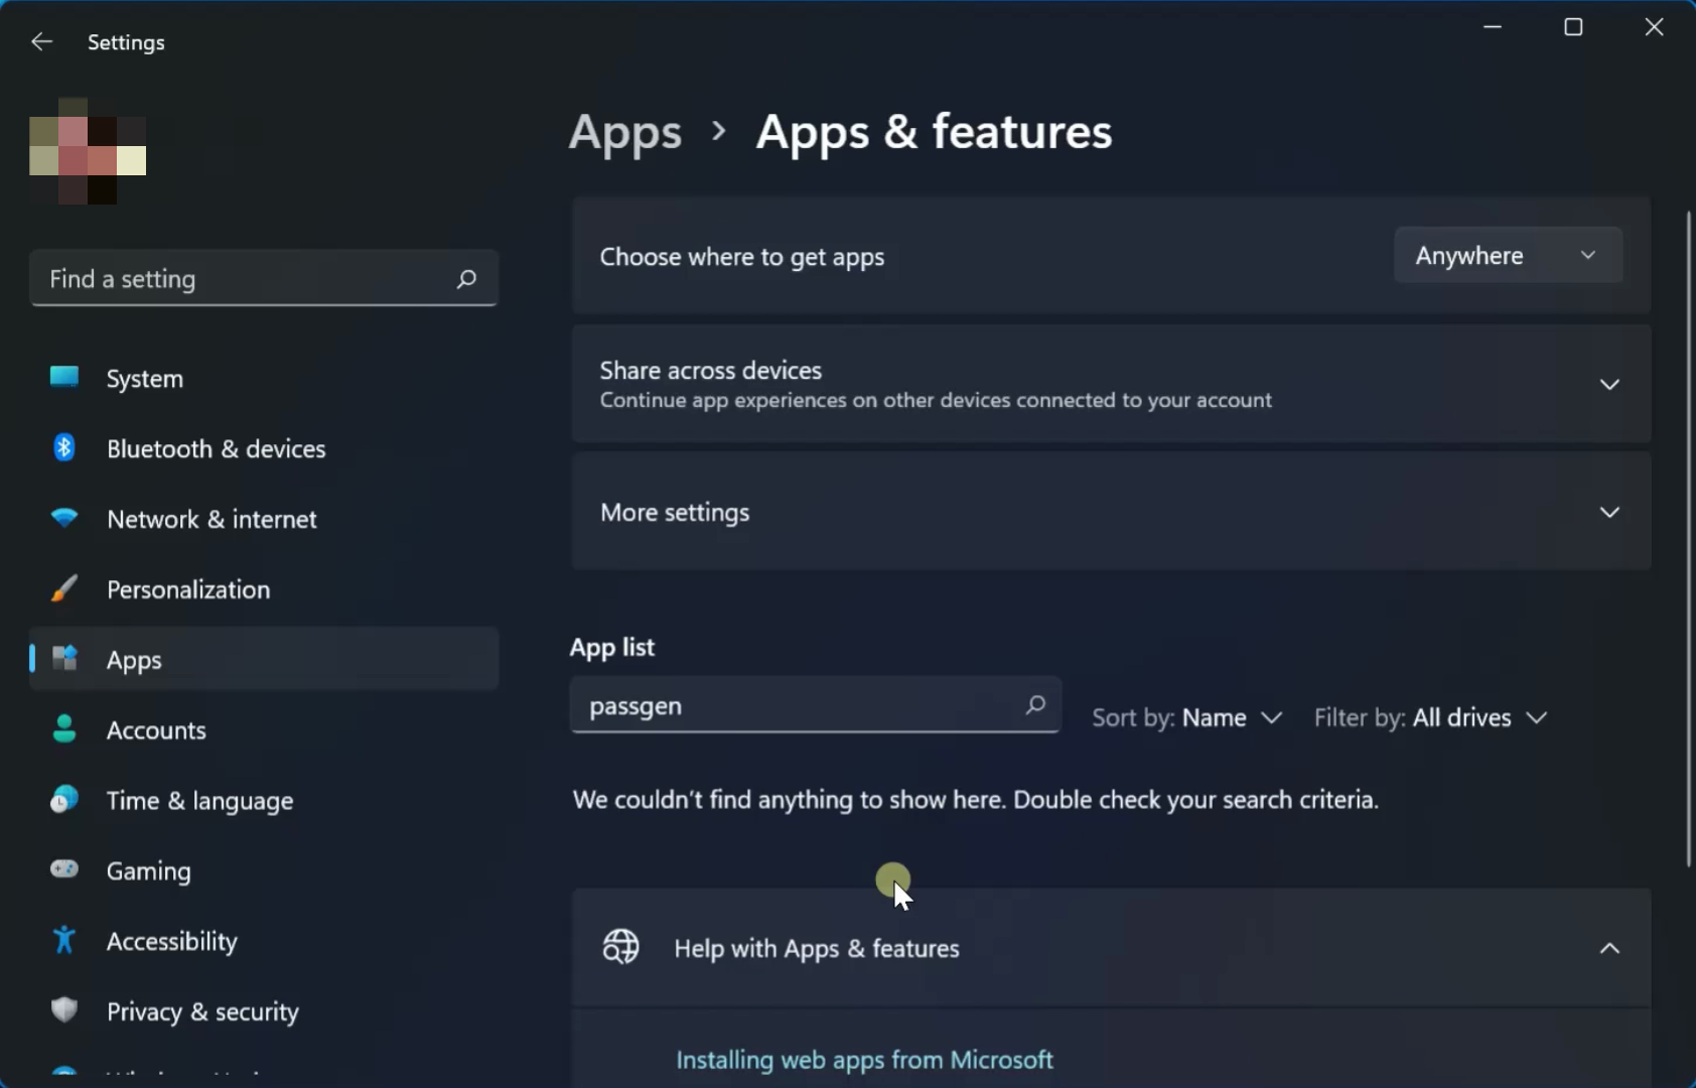 Settings
Find a setting
System
Bluetooth & devices
Network & internet
Personalization
Apps
Accounts
Time & language
Gaming
Accessibility
Privacy & security
Apps > Apps & features
Choose where to get apps
Anywhere
Share across devices
Continue app experiences on other devices connected to your account
More settings
App list
passgen
Sort by: Name
Filter by: All drives
We couldn't find anything to show here. Double check your search criteria.
Help with Apps & features
Installing web apps from Microsoft